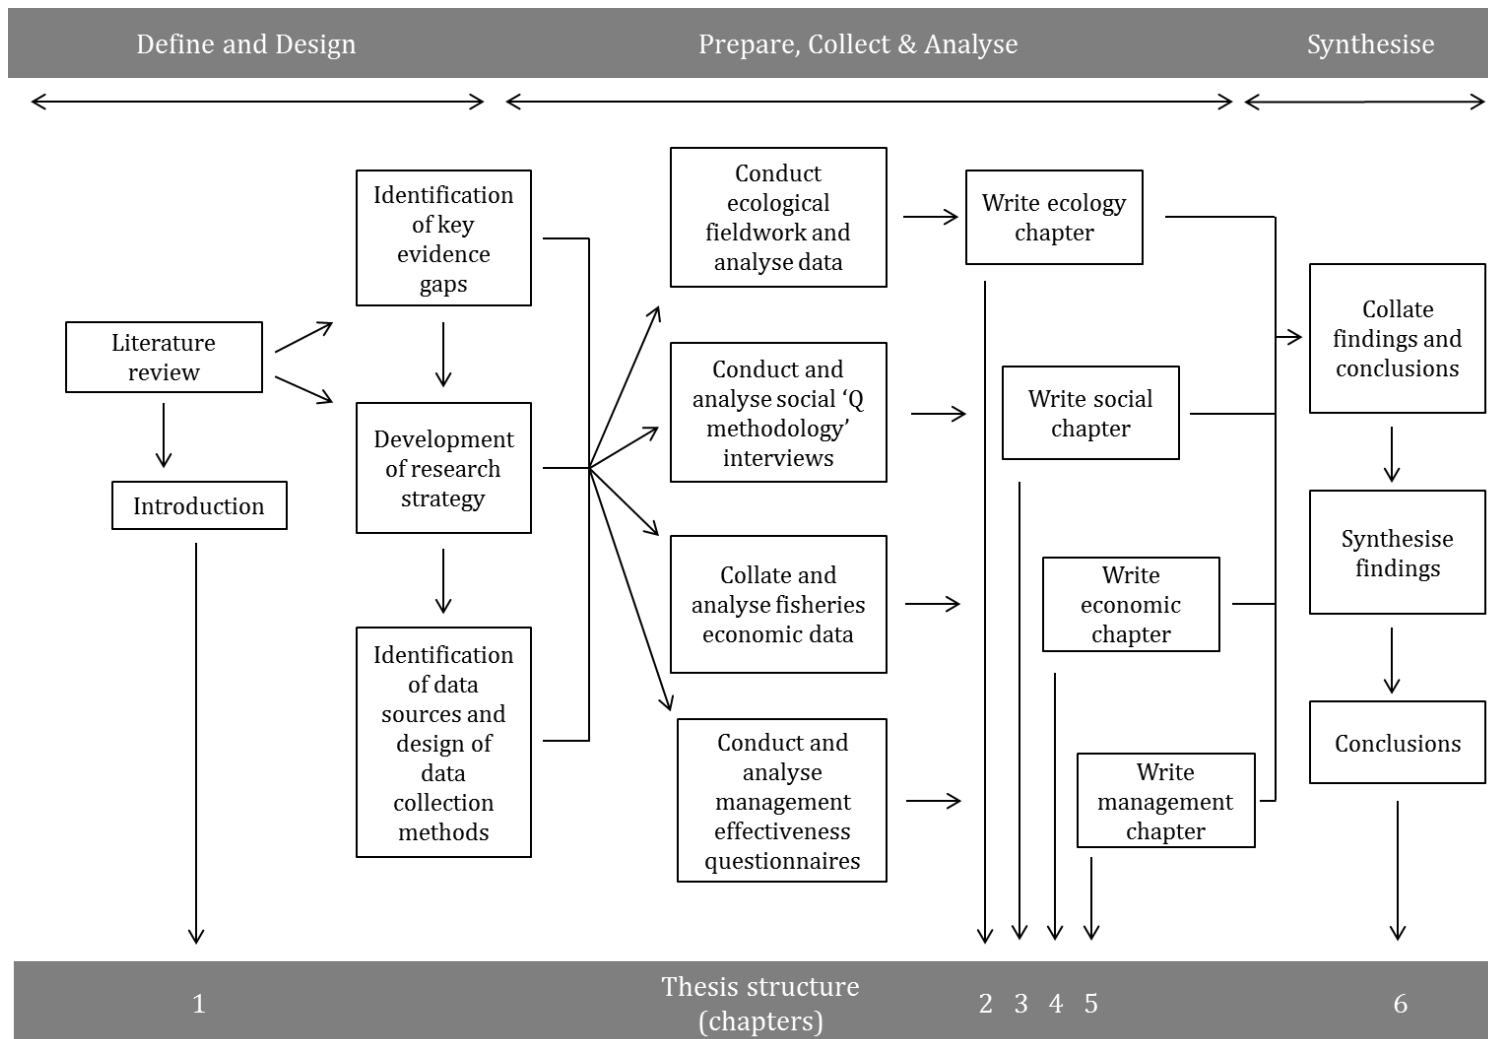 Define and Design
Prepare, Collect & Analyse
Synthesise
Literature
review
Introduction
Identification
of key
evidence
gaps
Development
of research
strategy
Identification
of data
sources and
design of
data
collection
methods
Conduct
ecological
fieldwork and
analyse data
Conduct and
analyse social ‘Q
methodology’
interviews
Collate and
analyse fisheries
economic data
Conduct and
analyse
management
effectiveness
questionnaires
Write ecology
chapter
Write social
chapter
Write
economic
chapter
Write
management
chapter
Collate
findings and
conclusions
Synthesise
findings
Conclusions
1
Thesis structure
(chapters)
2 3 4 5
6